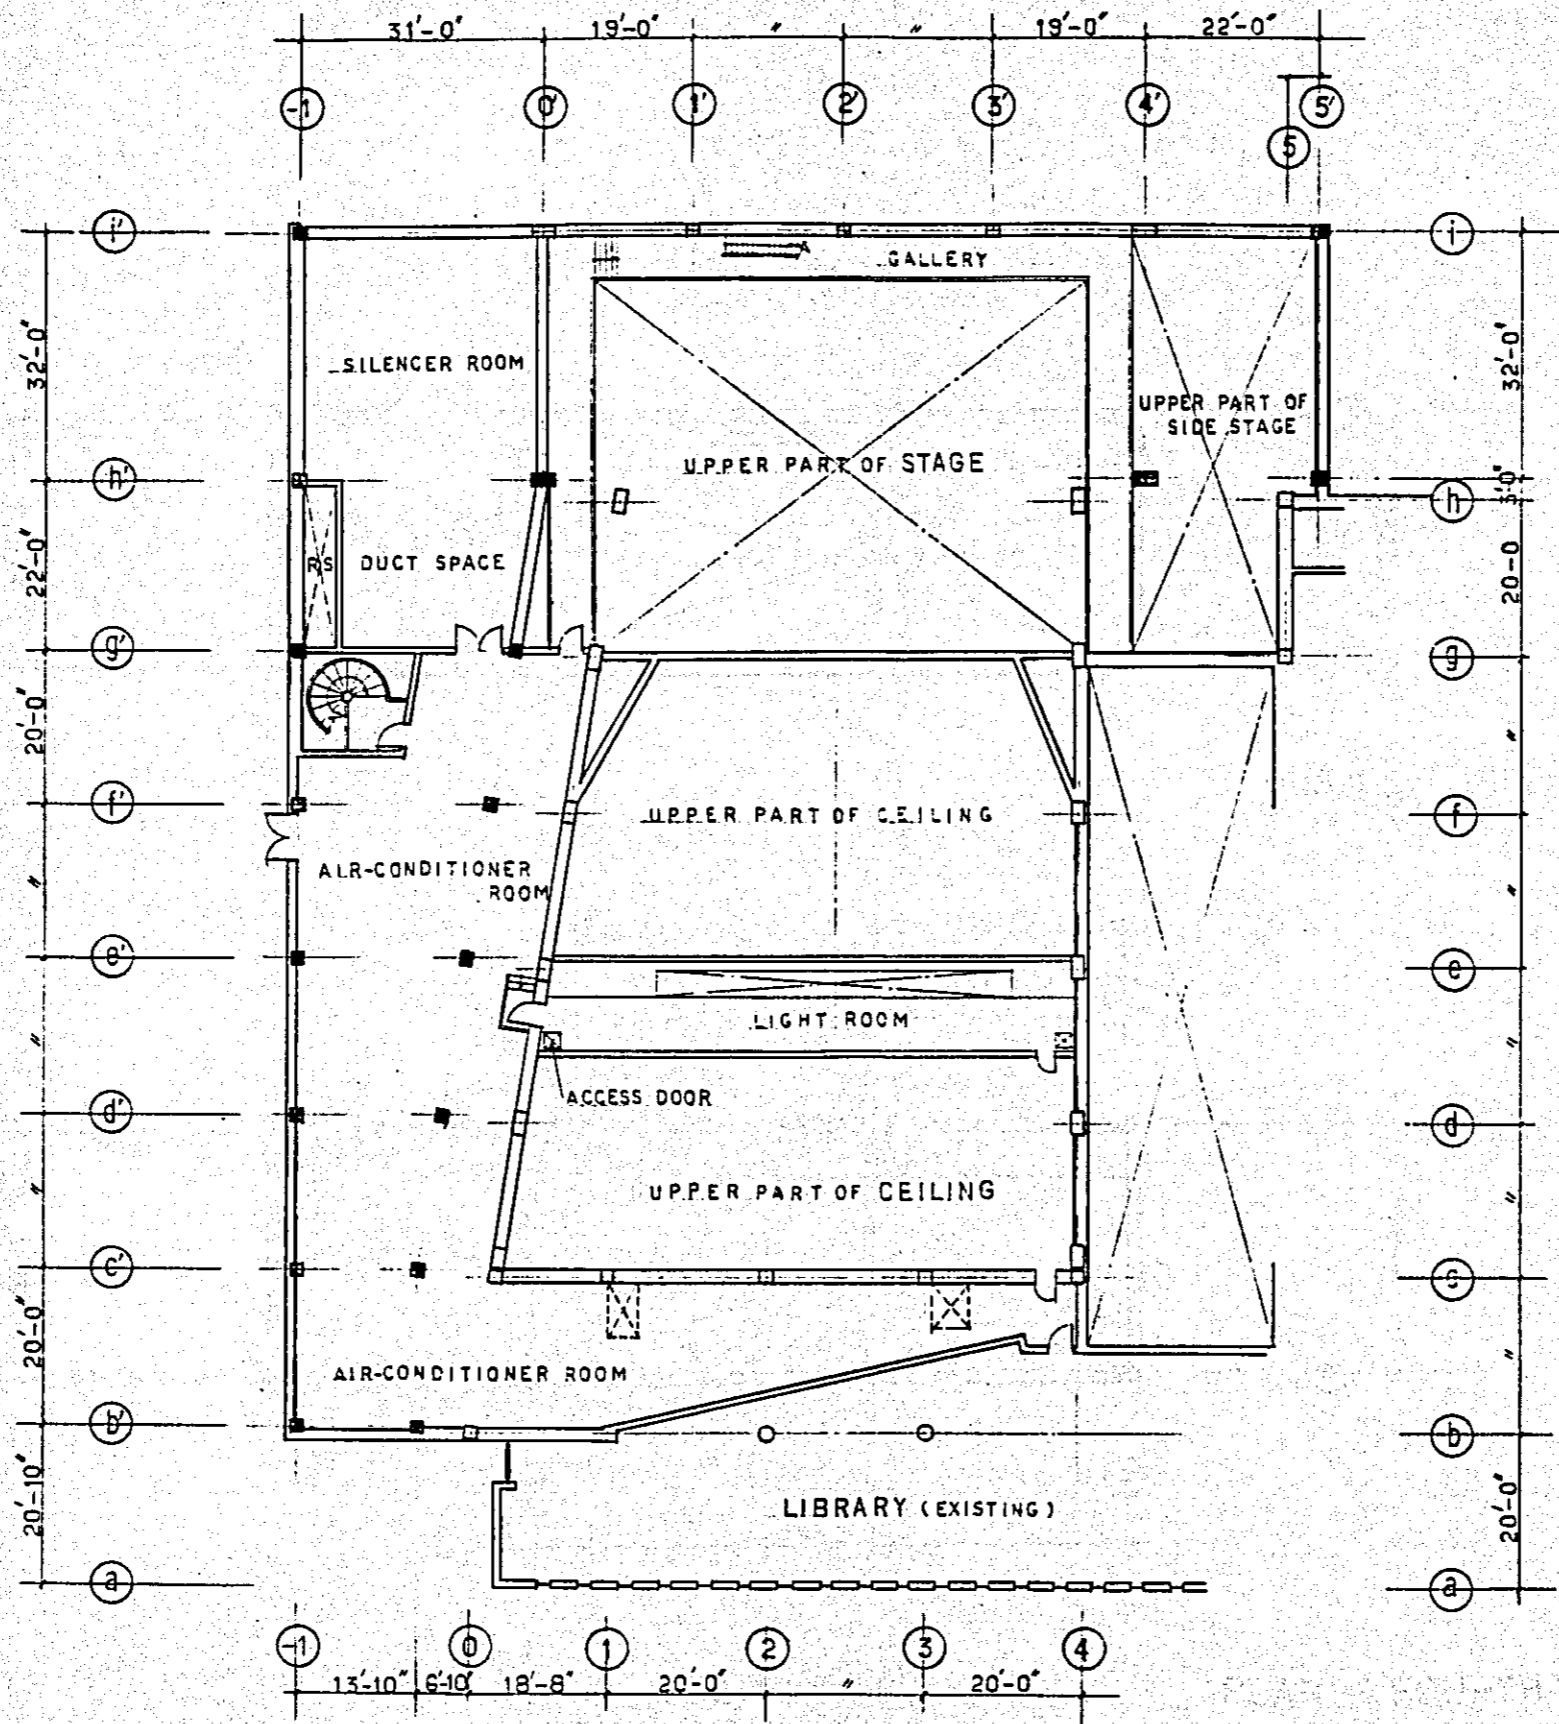 31'-0" 19'-0" " " 19'-0" 22'-0"
-1 0' 1' 2' 3' 4' 5'
5
i' i
GALLERY
32'-0" 32'-0"
SILENCER ROOM
UPPER PART OF
SIDE STAGE
UPPER PART OF STAGE
h' 3'-0" h
22'-0" RS DUCT SPACE 20-0
g' g
20'-0" "
f' f
UPPER PART OF CEILING
AIR-CONDITIONER
ROOM
" "
e' e
LIGHT ROOM
" "
ACCESS DOOR
d' d
UPPER PART OF CEILING
" "
c' c
20'-0" "
AIR-CONDITIONER ROOM
b' b
20'-10" LIBRARY (EXISTING) 20'-0"
a a
-1 0 1 2 3 4
13'-10" 6'-10' 18'-8" 20'-0" " 20'-0"